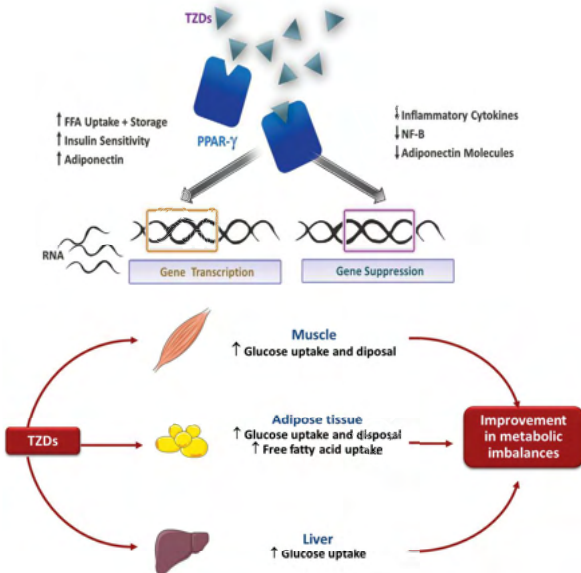 TZDs
↑ FFA Uptake + Storage
↑ Insulin Sensitivity
↑ Adiponectin
PPAR-γ
↓ Inflammatory Cytokines
↓ NF-B
↓ Adiponectin Molecules
RNA
Gene Transcription
Gene Suppression
Muscle
↑ Glucose uptake and diposal
TZDs
Adipose tissue
↑ Glucose uptake and disposal
↑ Free fatty acid uptake
Improvement
in metabolic
imbalances
Liver
↑ Glucose uptake